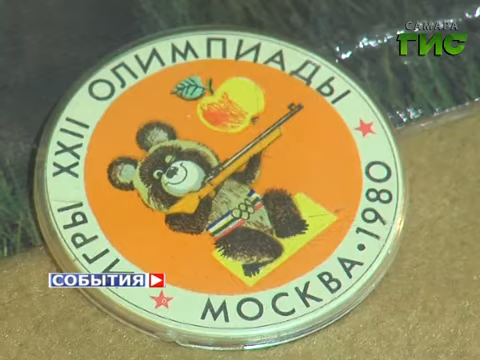 САМАРА
ГИС
ИГРЫ XXII ОЛИМПИАДЫ
МОСКВА·1980
СОБЫТИЯ